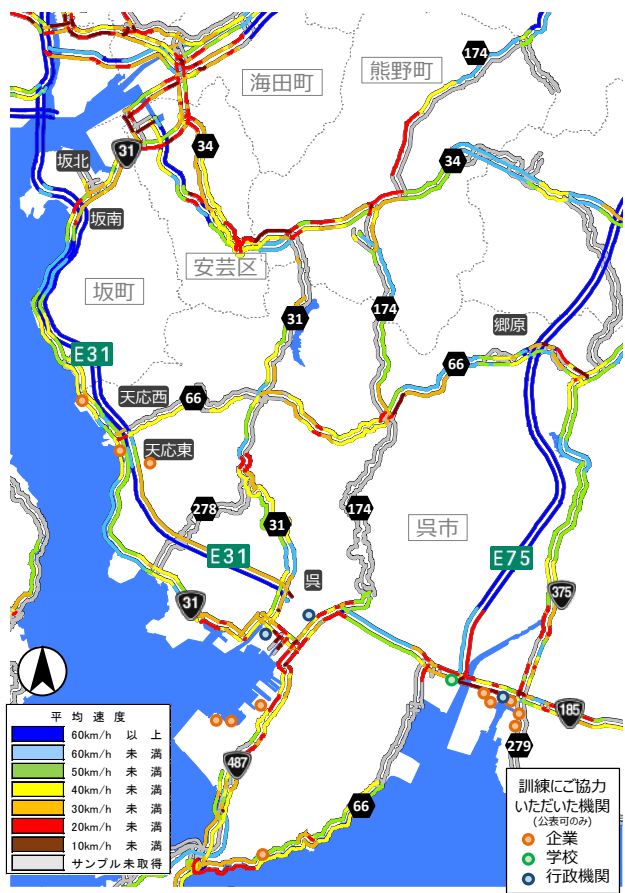 174
熊野町
海田町
31
34
坂北
34
坂南
安芸区
坂町
31
174
郷原
E31
66
天応西
66
天応東
278
174
31
呉市
E31
E75
呉
31
375
185
279
487
66
平均速度
60km/h 以上
60km/h 未満
50km/h 未満
40km/h 未満
30km/h 未満
20km/h 未満
10km/h 未満
サンプル未取得
訓練にご協力
いただいた機関
(公表可のみ)
企業
学校
行政機関